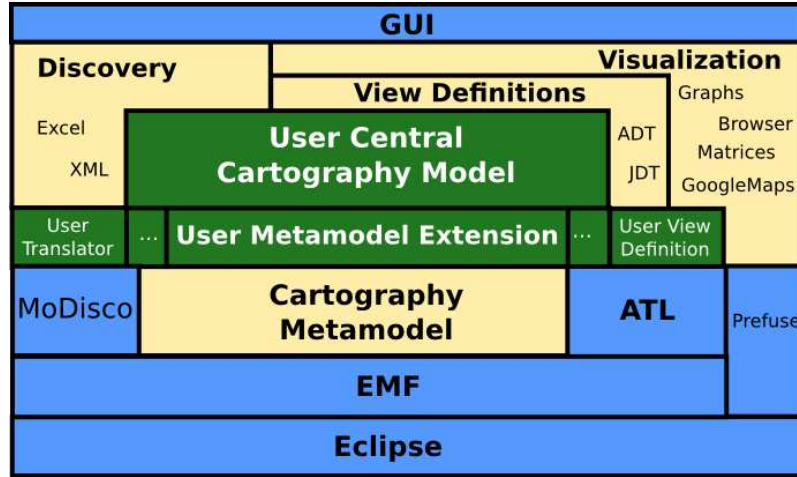 GUI
Discovery
Visualization
View Definitions
Graphs
Excel
User Central
ADT
Browser
Cartography Model
Matrices
XML
JDT
GoogleMaps
User
Translator
...
User Metamodel Extension
...
User View
Definition
MoDisco
Cartography
Metamodel
ATL
Prefuse
EMF
Eclipse